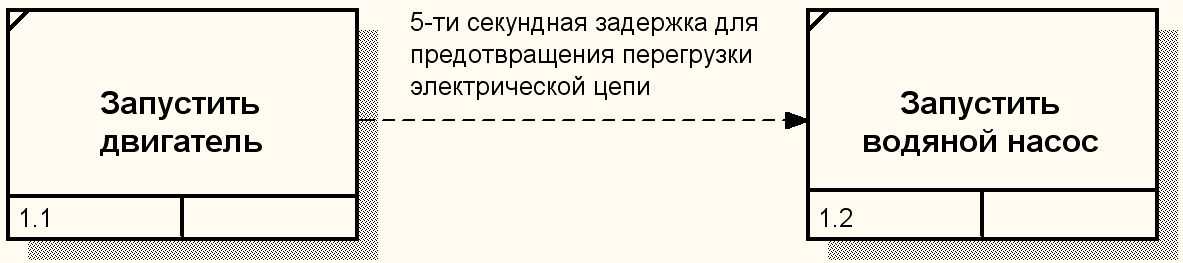 5-ти секундная задержка для
предотвращения перегрузки
электрической цепи
Запустить
двигатель
1.1
Запустить
водяной насос
1.2